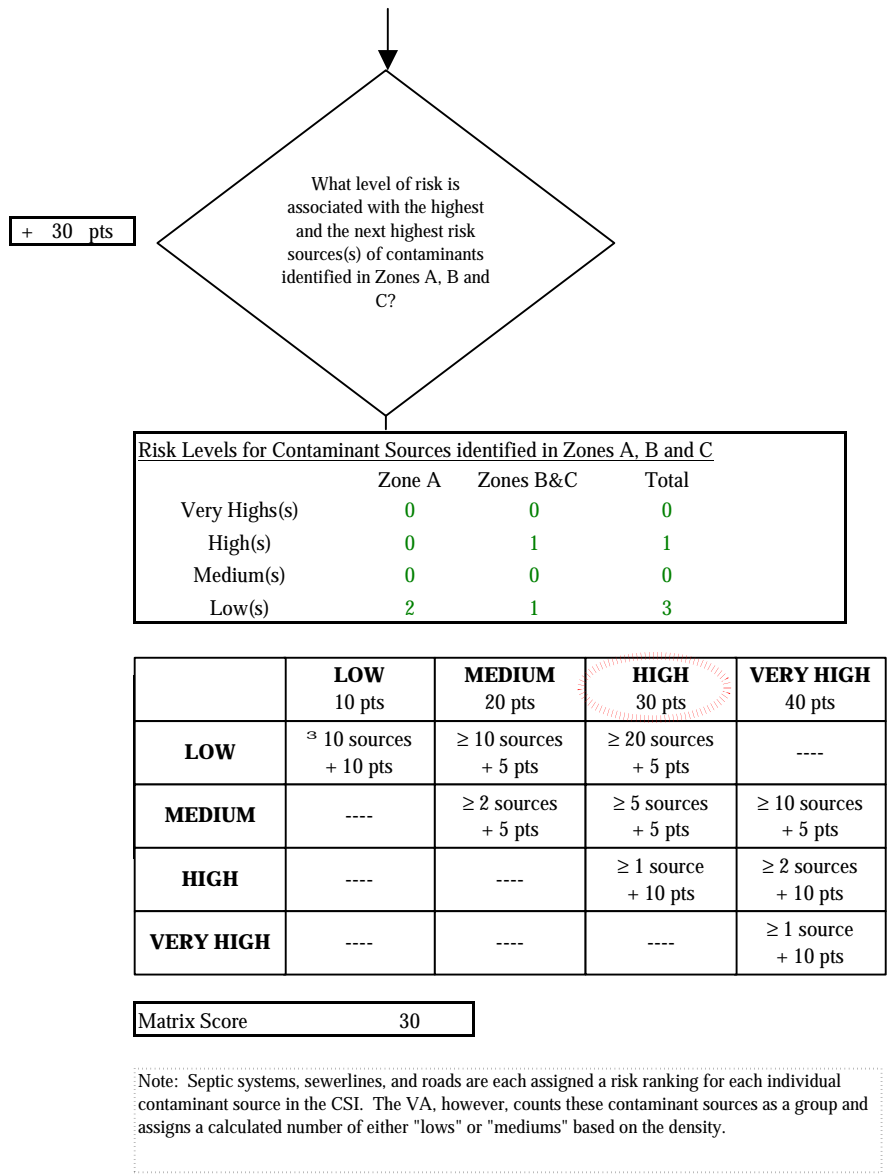 What level of risk is
associated with the highest
and the next highest risk
sources(s) of contaminants
identified in Zones A, B and
C?
+ 30 pts
Risk Levels for Contaminant Sources identified in Zones A, B and C
Zone A Zones B&C Total
Very Highs(s) 0 0 0
High(s) 0 1 1
Medium(s) 0 0 0
Low(s) 2 1 3
LOW MEDIUM HIGH VERY HIGH
10 pts 20 pts 30 pts 40 pts
LOW ³ 10 sources ≥ 10 sources ≥ 20 sources ----
+ 10 pts + 5 pts + 5 pts
MEDIUM ---- ≥ 2 sources ≥ 5 sources ≥ 10 sources
+ 5 pts + 5 pts + 5 pts
HIGH ---- ---- ≥ 1 source ≥ 2 sources
+ 10 pts + 10 pts
VERY HIGH ---- ---- ---- ≥ 1 source
+ 10 pts
Matrix Score 30
Note: Septic systems, sewerlines, and roads are each assigned a risk ranking for each individual
contaminant source in the CSI. The VA, however, counts these contaminant sources as a group and
assigns a calculated number of either "lows" or "mediums" based on the density.